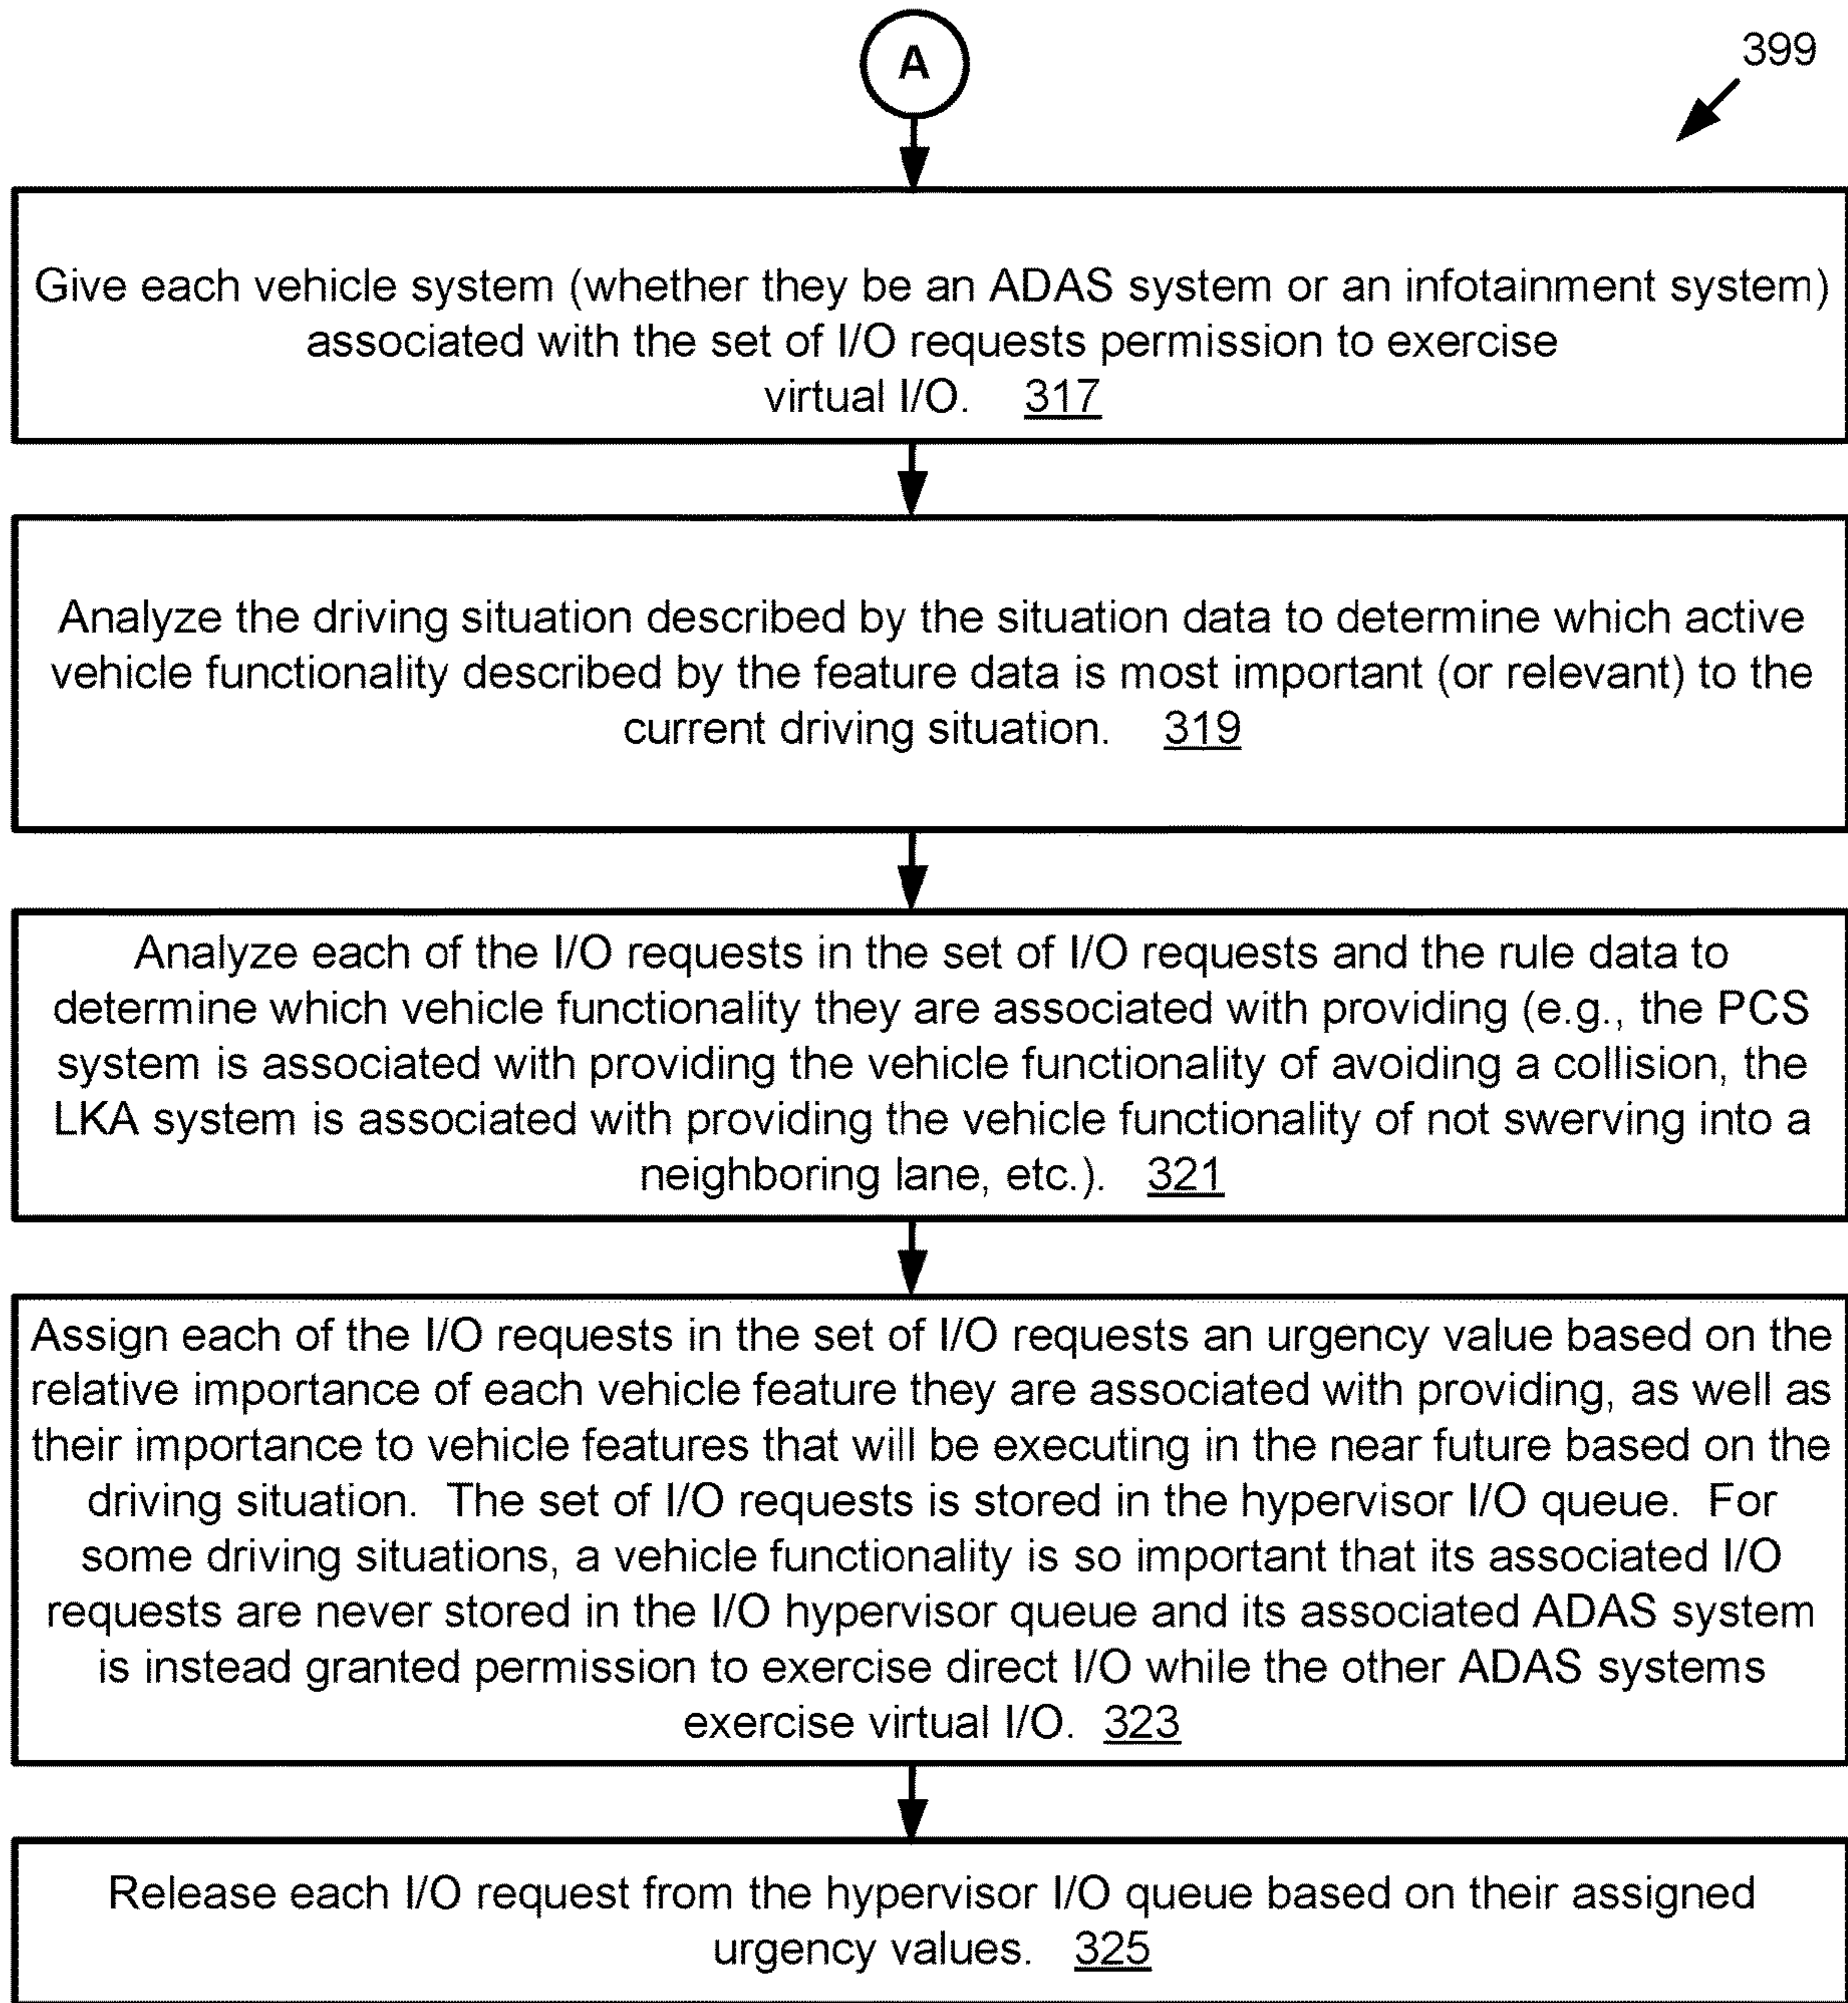 A
399
Give each vehicle system (whether they be an ADAS system or an infotainment system)
associated with the set of I/O requests permission to exercise
virtual I/O. 317
Analyze the driving situation described by the situation data to determine which active
vehicle functionality described by the feature data is most important (or relevant) to the
current driving situation. 319
Analyze each of the I/O requests in the set of I/O requests and the rule data to
determine which vehicle functionality they are associated with providing (e.g., the PCS
system is associated with providing the vehicle functionality of avoiding a collision, the
LKA system is associated with providing the vehicle functionality of not swerving into a
neighboring lane, etc.). 321
Assign each of the I/O requests in the set of I/O requests an urgency value based on the
relative importance of each vehicle feature they are associated with providing, as well as
their importance to vehicle features that will be executing in the near future based on the
driving situation. The set of I/O requests is stored in the hypervisor I/O queue. For
some driving situations, a vehicle functionality is so important that its associated I/O
requests are never stored in the I/O hypervisor queue and its associated ADAS system
is instead granted permission to exercise direct I/O while the other ADAS systems
exercise virtual I/O. 323
Release each I/O request from the hypervisor I/O queue based on their assigned
urgency values. 325